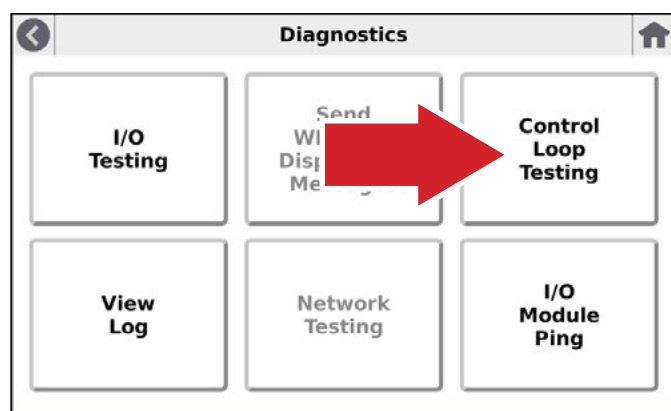 Diagnostics
I/O
Testing
Send
Control
Loop
Testing
View
Log
Network
Testing
I/O
Module
Ping